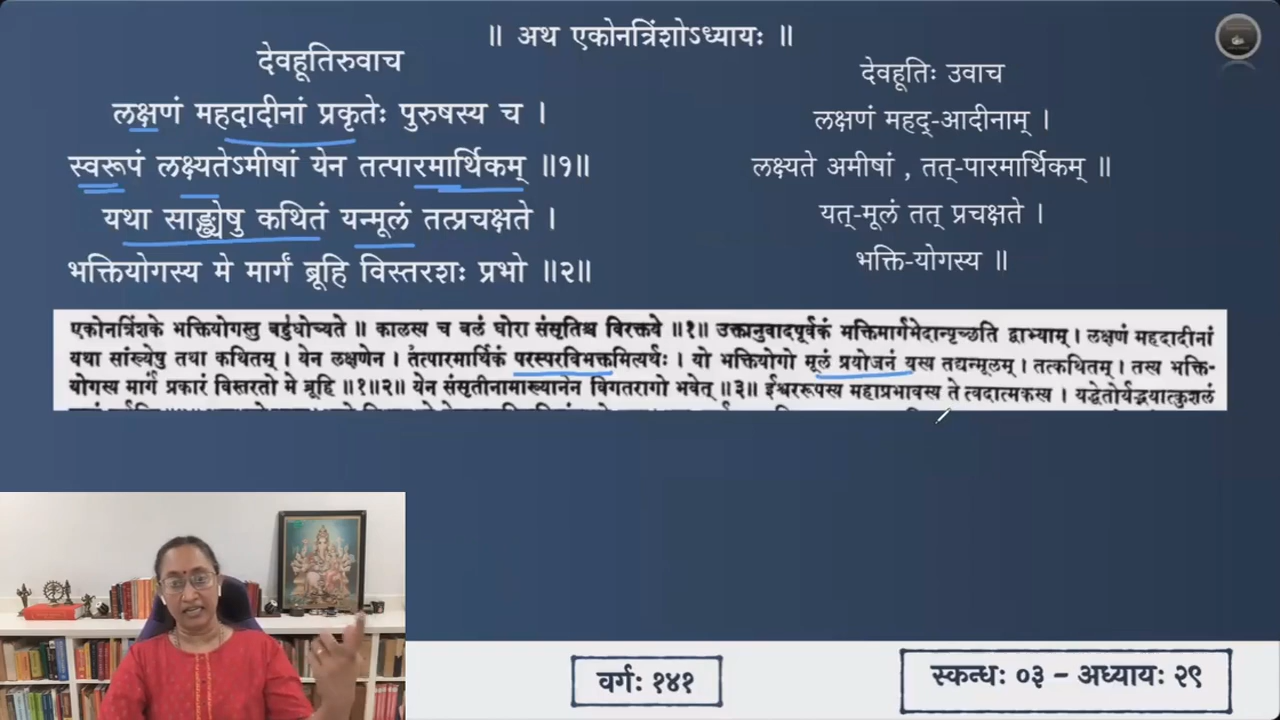 ॥ अथ एकोनत्रिंशोऽध्यायः ॥
देवहूतिरुवाच
लक्षणं महदादीनां प्रकृतेः पुरुषस्य च ।
स्वरूपं लक्ष्यतेऽमीषां येन तत्पारमार्थिकम् ॥१॥
यथा साङ्ख्येषु कथितं यन्मूलं तत्प्रचक्षते ।
भक्तियोगस्य मे मार्गं ब्रूहि विस्तरशः प्रभो ॥२॥
देवहूतिः उवाच
लक्षणं महद्-आदीनाम् ।
लक्ष्यते अमीषां , तत्-पारमार्थिकम् ॥
यत्-मूलं तत् प्रचक्षते ।
भक्ति-योगस्य ॥
एकोनत्रिंशके भक्तियोगस्तु बहुधोच्यते ॥ कालस्य च बलं घोरा संसृतिश्च विरक्तये ॥१॥ उक्तानुवादपूर्वकं भक्तिमार्गभेदान्पृच्छति द्वाभ्याम् । लक्षणं महदादीनां
यथा सांख्येषु तथा कथितम् । येन लक्षणेन । तत्पारमार्थिकं परस्परविभक्तमित्यर्थः । यो भक्तियोगो मूलं प्रयोजनं यस्य तद्यन्मूलम् । तत्कथितम् । तस्य भक्ति-
योगस्य मार्गं प्रकारं विस्तरतो मे ब्रूहि ॥१॥२॥ येन संसृतीनामाख्यानेन विगतरागो भवेत् ॥३॥ ईश्वररूपस्य महाप्रभावस्य ते त्वदात्मकस्य । यद्धेतोर्यद्भयात्कुशलं
वर्गः १४१
स्कन्धः ०३ - अध्यायः २९